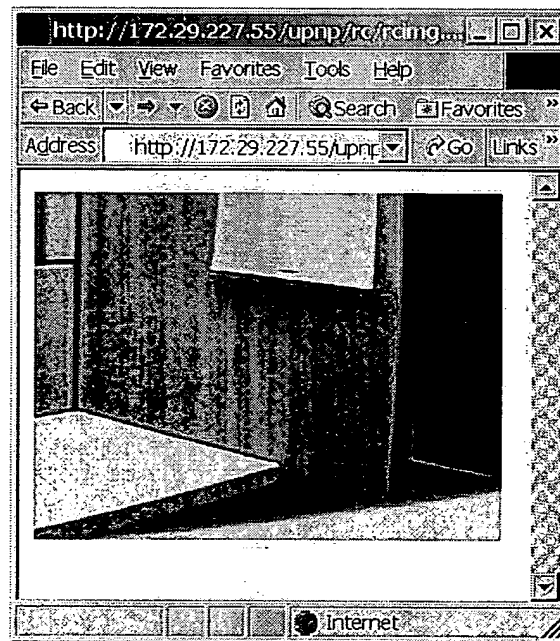 http://172.29.227.55/upnp/rc/rcimg....
File Edit View Favorites Tools Help
Back Search Favorites »
Address http://172.29.227.55/upnp Go Links »
Internet